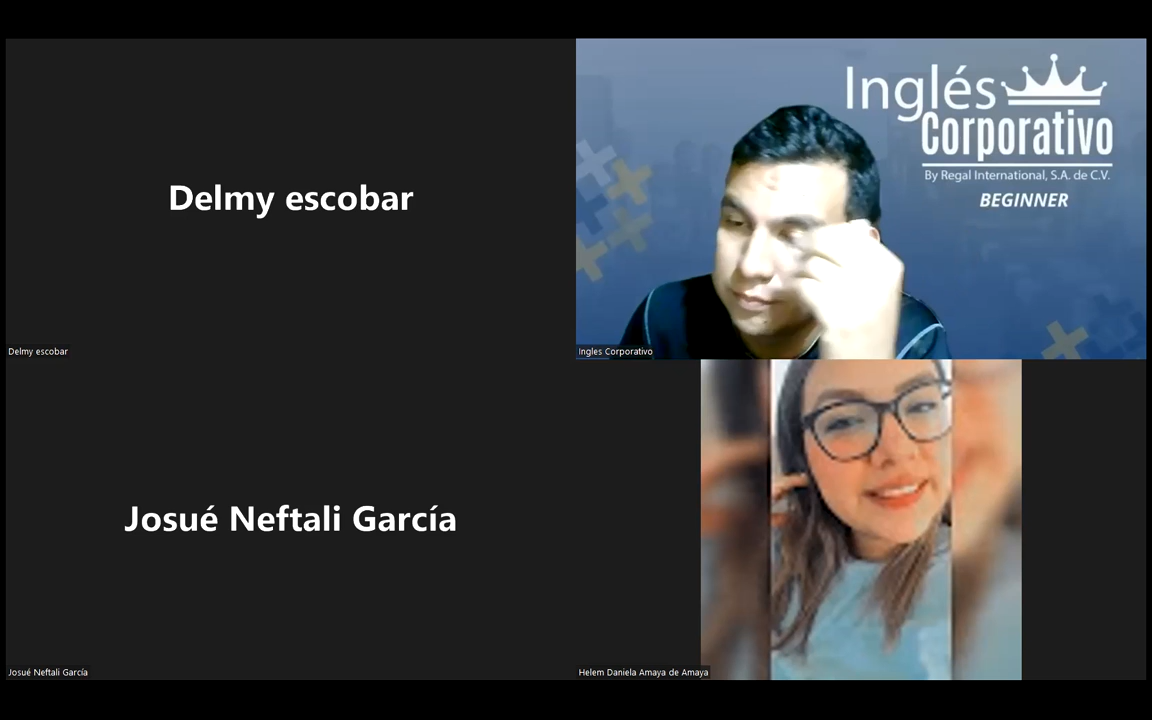 Delmy escobar
Delmy escobar
Inglés
Corporativo
By Regal International, S.A. de C.V.
BEGINNER
Ingles Corporativo
Josué Neftali García
Josué Neftali García
Helem Daniela Amaya de Amaya